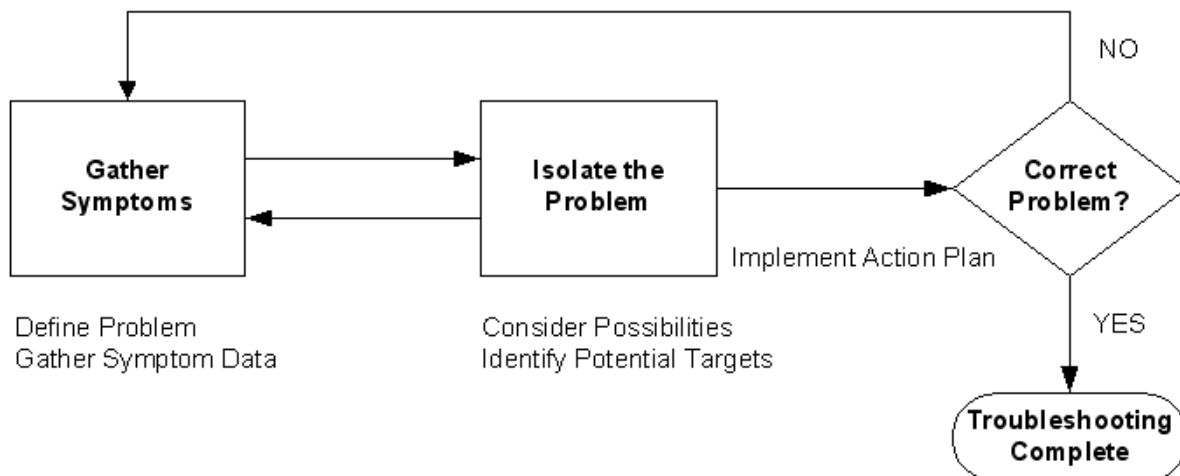 NO
Gather
Symptoms
Isolate the
Problem
Correct
Problem?
Implement Action Plan
Define Problem
Gather Symptom Data
Consider Possibilities
Identify Potential Targets
YES
Troubleshooting
Complete